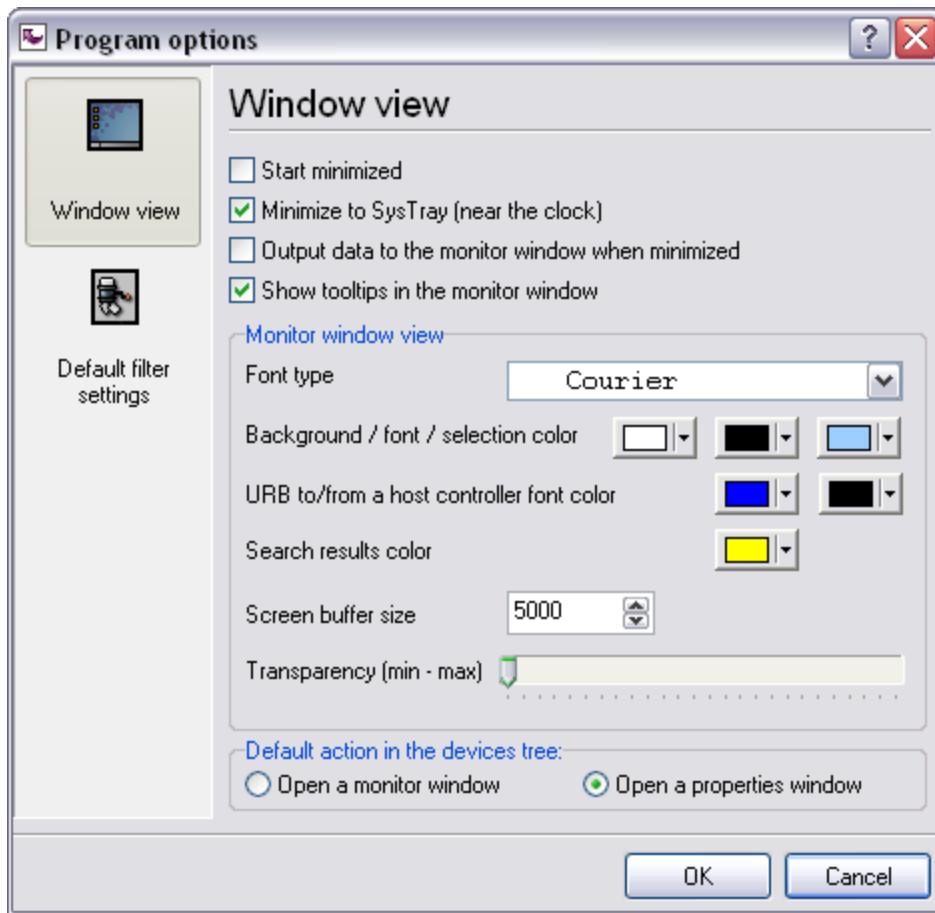 Program options
Window view
Window view
Start minimized
Minimize to SysTray (near the clock)
Output data to the monitor window when minimized
Show tooltips in the monitor window
Default filter
settings
Monitor window view
Font type
Courier
Background / font / selection color
URB to/from a host controller font color
Search results color
Screen buffer size
5000
Transparency (min - max)
Default action in the devices tree:
Open a monitor window
Open a properties window
OK
Cancel